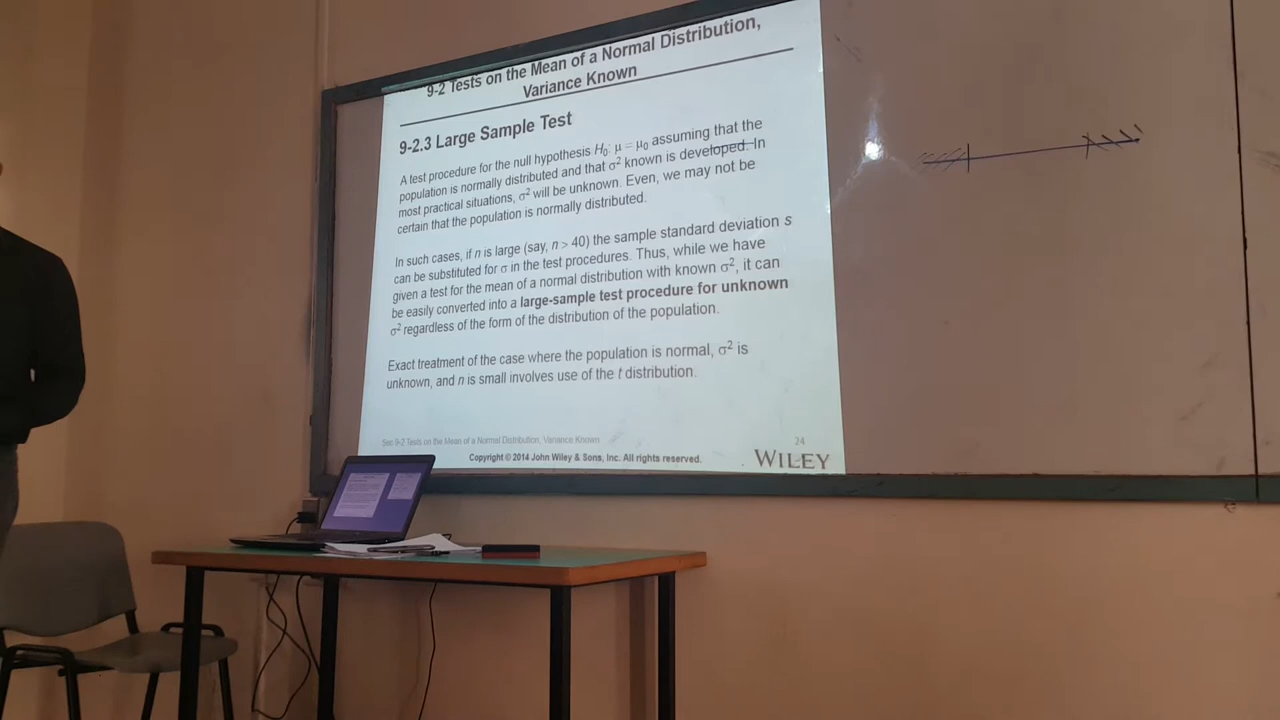 9-2 Tests on the Mean of a Normal Distribution,
Variance Known
9-2.3 Large Sample Test
A test procedure for the null hypothesis H₀: μ = μ₀ assuming that the
population is normally distributed and that σ² known is developed. In
most practical situations, σ² will be unknown. Even, we may not be
certain that the population is normally distributed.
In such cases, if n is large (say, n > 40) the sample standard deviation s
can be substituted for σ in the test procedures. Thus, while we have
given a test for the mean of a normal distribution with known σ², it can
be easily converted into a large-sample test procedure for unknown
σ² regardless of the form of the distribution of the population.
Exact treatment of the case where the population is normal, σ² is
unknown, and n is small involves use of the t distribution.
Sec 9-2 Tests on the Mean of a Normal Distribution, Variance Known
24
Copyright © 2014 John Wiley & Sons, Inc. All rights reserved.
WILEY